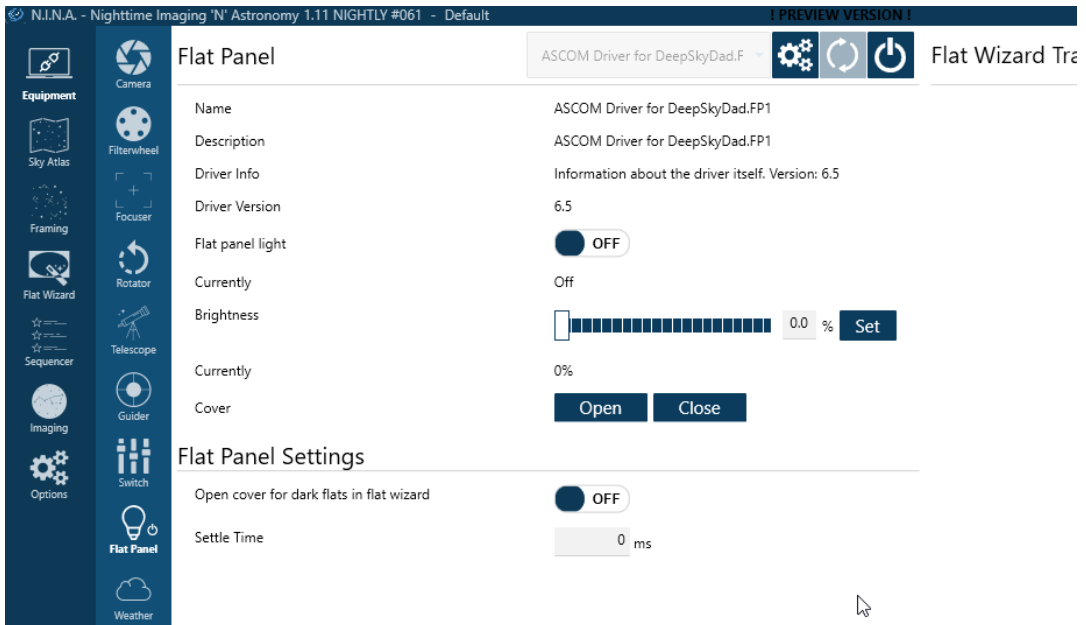 N.I.N.A. - Nighttime Imaging 'N' Astronomy 1.11 NIGHTLY #061 - Default
! PREVIEW VERSION !
Equipment
Sky Atlas
Framing
Flat Wizard
Sequencer
Imaging
Options
Camera
Filterwheel
Focuser
Rotator
Telescope
Guider
Switch
Flat Panel
Weather
Flat Panel
ASCOM Driver for DeepSkyDad.F
Flat Wizard Tra
Name ASCOM Driver for DeepSkyDad.FP1
Description ASCOM Driver for DeepSkyDad.FP1
Driver Info Information about the driver itself. Version: 6.5
Driver Version 6.5
Flat panel light OFF
Currently Off
Brightness 0.0 % Set
Currently 0%
Cover Open Close
Flat Panel Settings
Open cover for dark flats in flat wizard OFF
Settle Time 0 ms